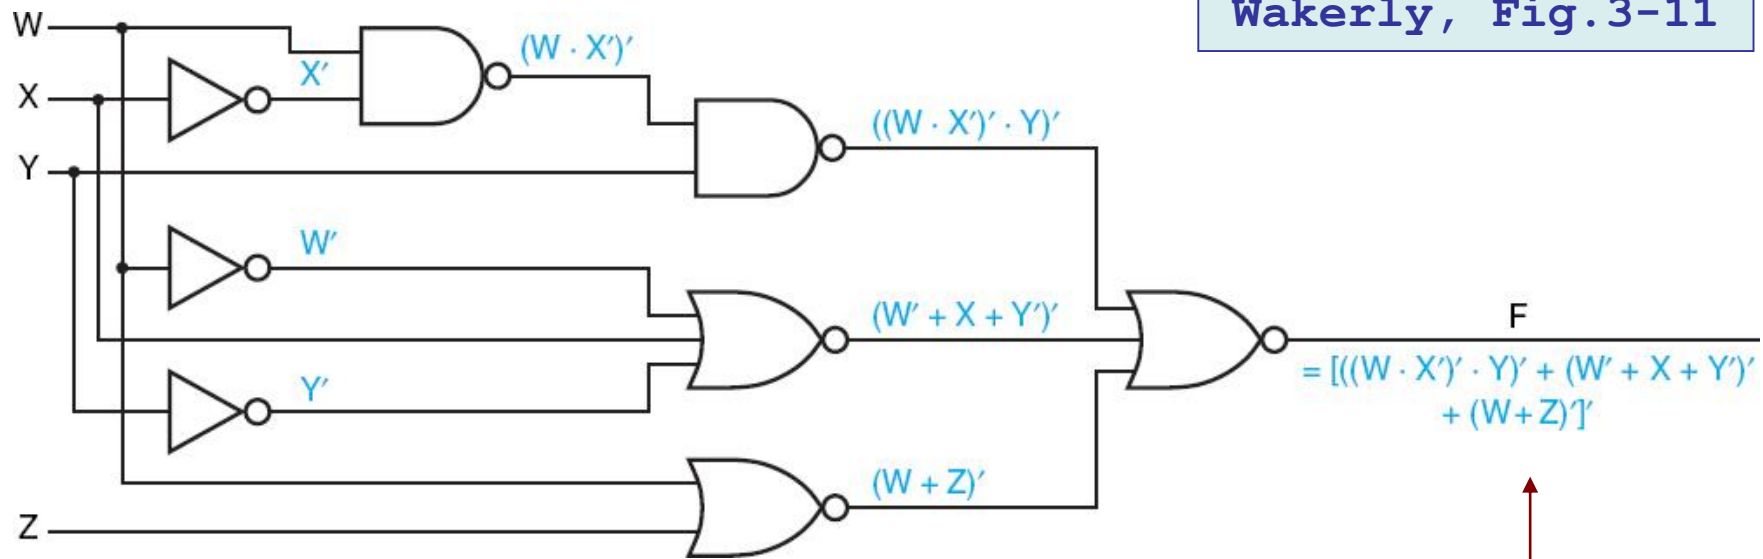 Wakerly, Fig.3-11
W
(W · X′)′
X′
X
((W · X′)′ · Y)′
Y
W′
(W′ + X + Y′)′
F
= [((W · X′)′ · Y)′ + (W′ + X + Y′)′
+ (W + Z)′]′
Y′
(W + Z)′
Z